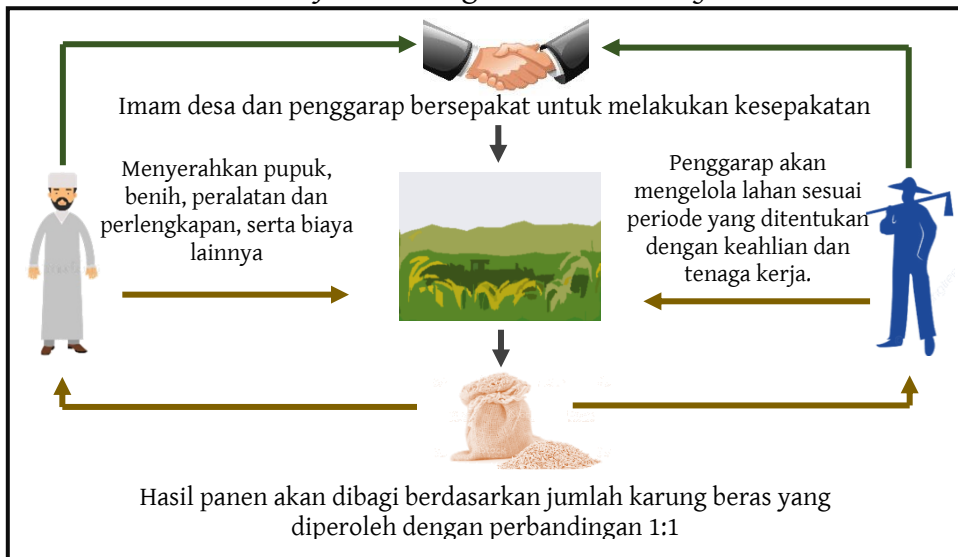 Imam desa dan penggarap bersepakat untuk melakukan kesepakatan
Menyerahkan pupuk,
benih, peralatan dan
perlengkapan, serta biaya
lainnya
Penggarap akan
mengelola lahan sesuai
periode yang ditentukan
dengan keahlian dan
tenaga kerja.
Hasil panen akan dibagi berdasarkan jumlah karung beras yang
diperoleh dengan perbandingan 1:1